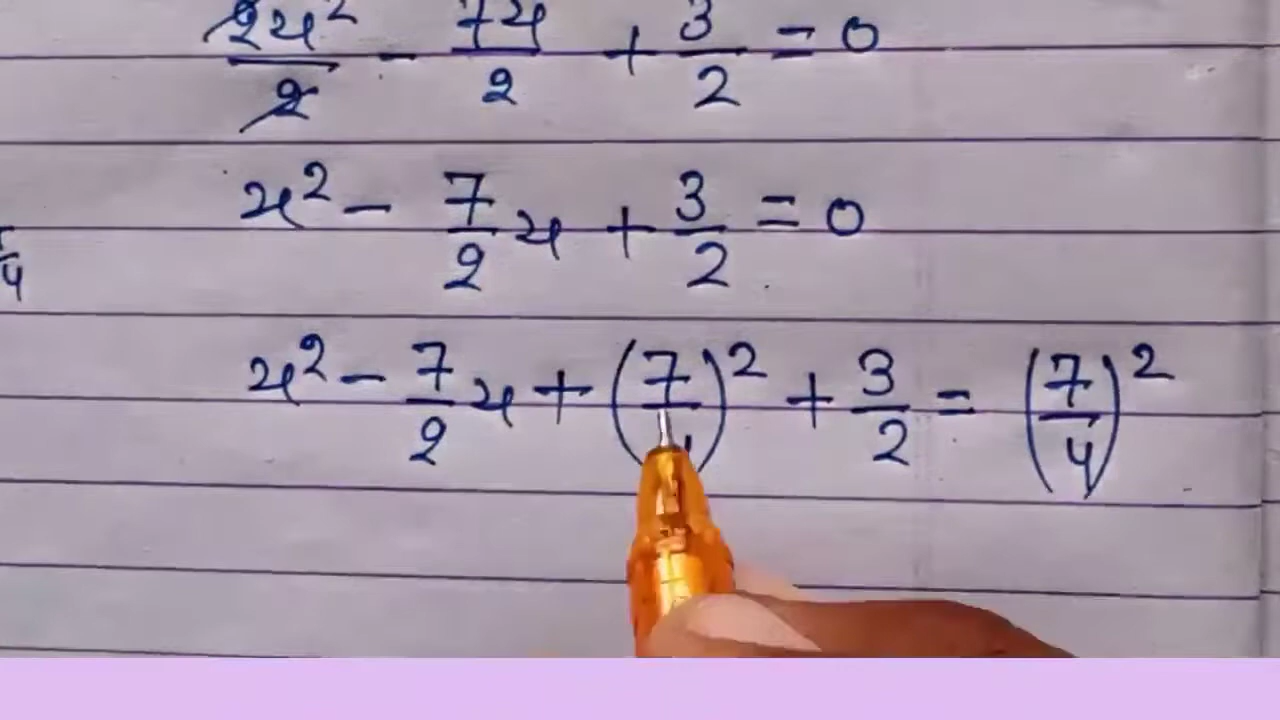 2x²/2 - 7x/2 + 3/2 = 0
x² - 7/2 x + 3/2 = 0
x² - 7/2 x + (7/4)² + 3/2 = (7/4)²